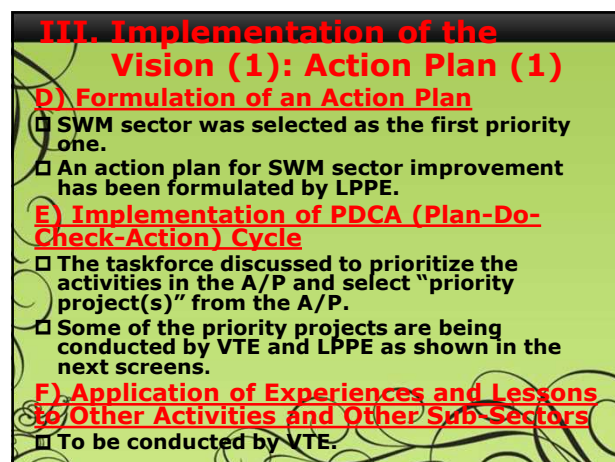 III. Implementation of the
Vision (1): Action Plan (1)
D) Formulation of an Action Plan
SWM sector was selected as the first priority
one.
An action plan for SWM sector improvement
has been formulated by LPPE.
E) Implementation of PDCA (Plan-Do-
Check-Action) Cycle
The taskforce discussed to prioritize the
activities in the A/P and select “priority
project(s)” from the A/P.
Some of the priority projects are being
conducted by VTE and LPPE as shown in the
next screens.
F) Application of Experiences and Lessons
to Other Activities and Other Sub-Sectors
To be conducted by VTE.